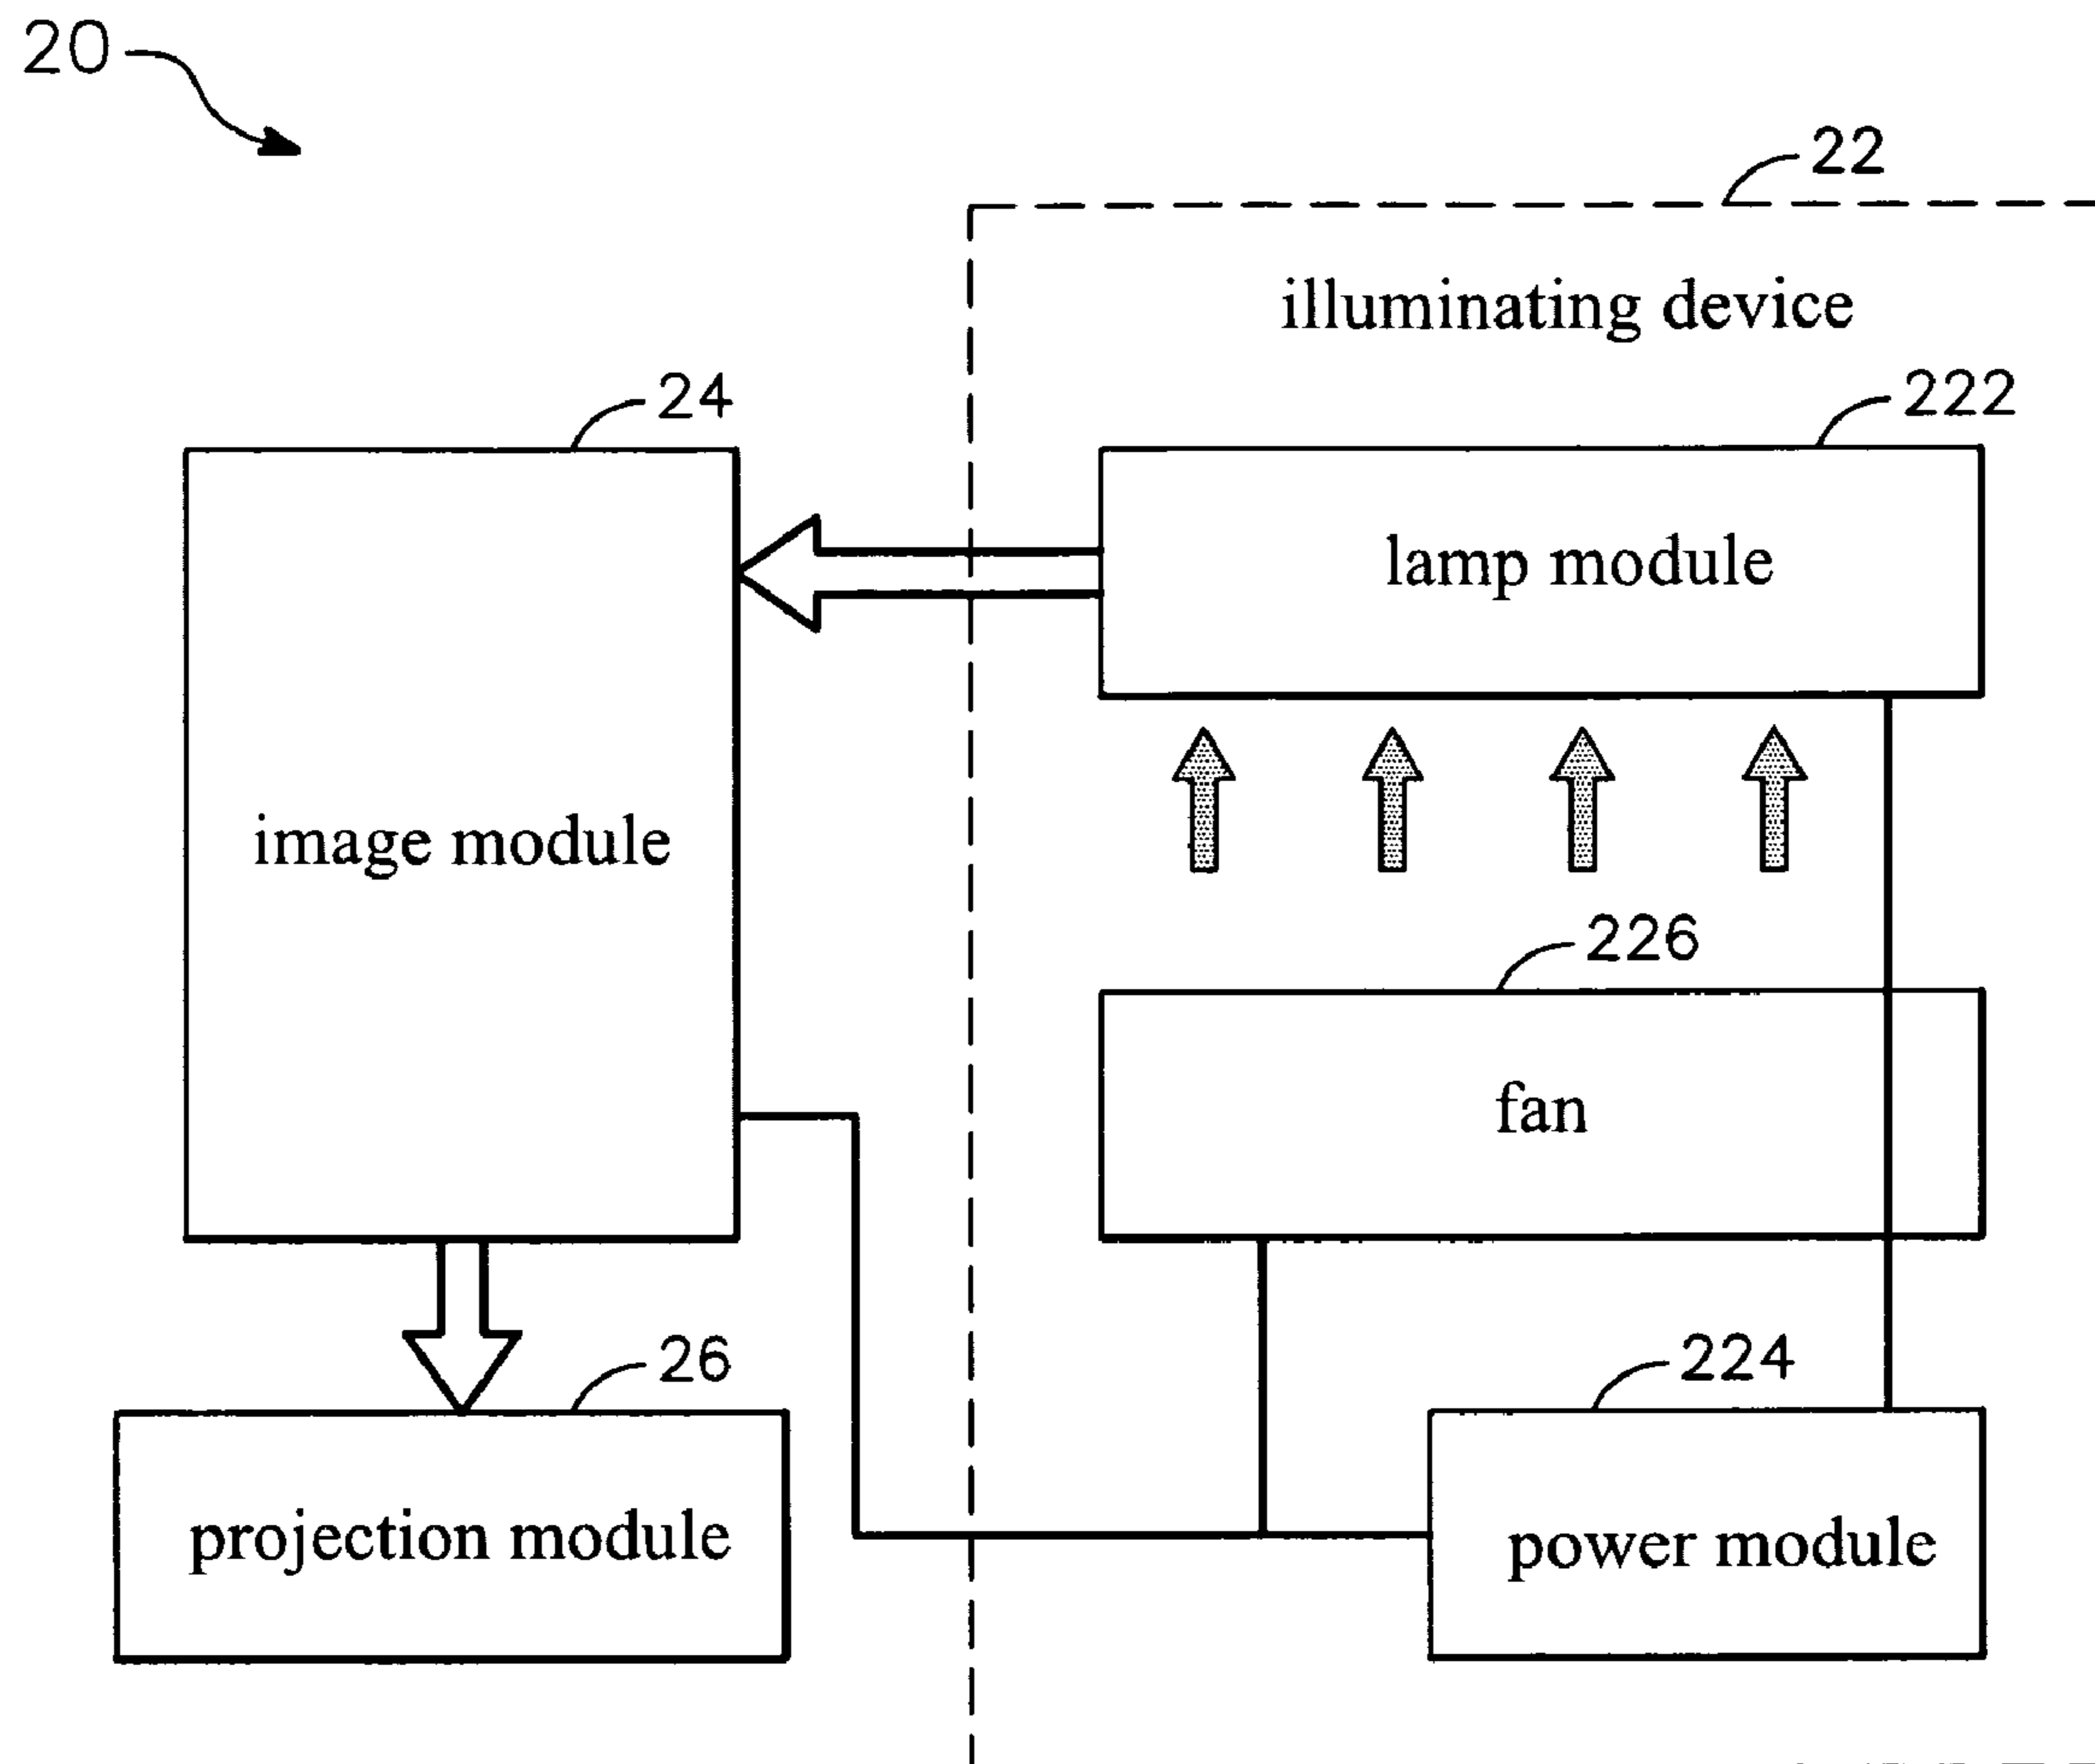 20
22
illuminating device
24
222
lamp module
image module
226
fan
26
224
projection module
power module